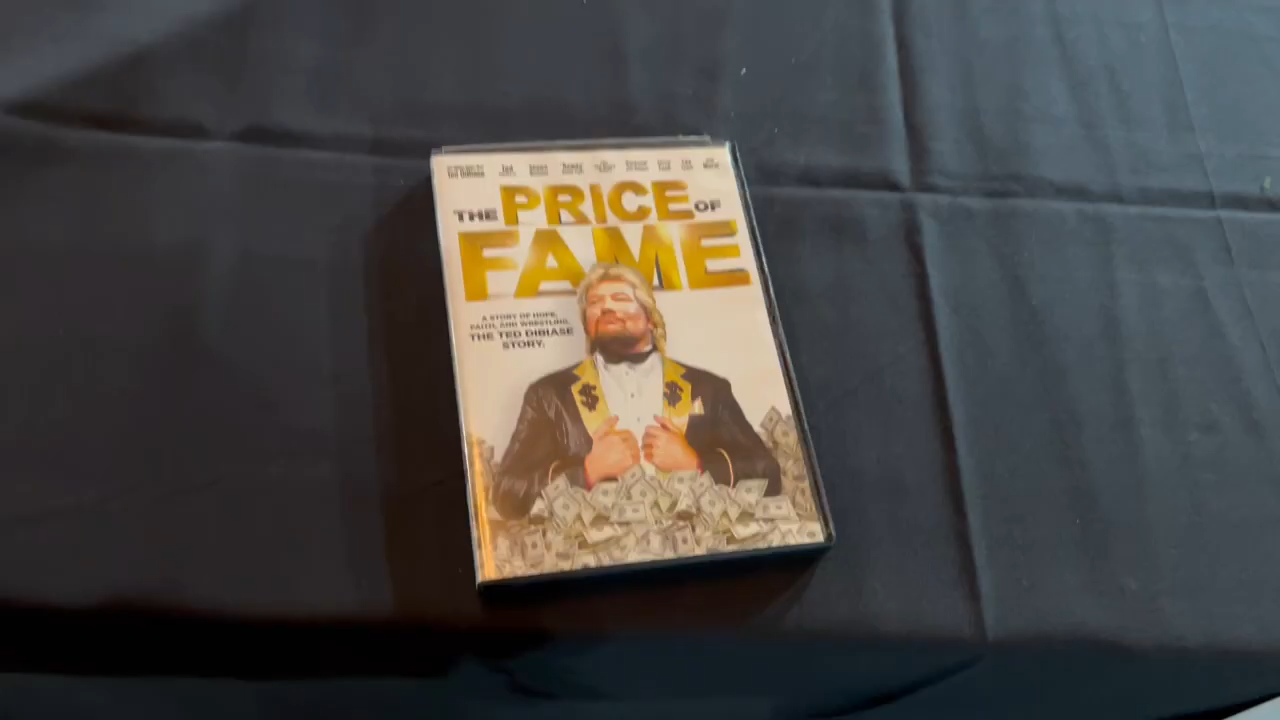 THE PRICE OF
FAME
A STORY OF HOPE,
FAITH, AND WRESTLING.
THE TED DIBIASE
STORY.